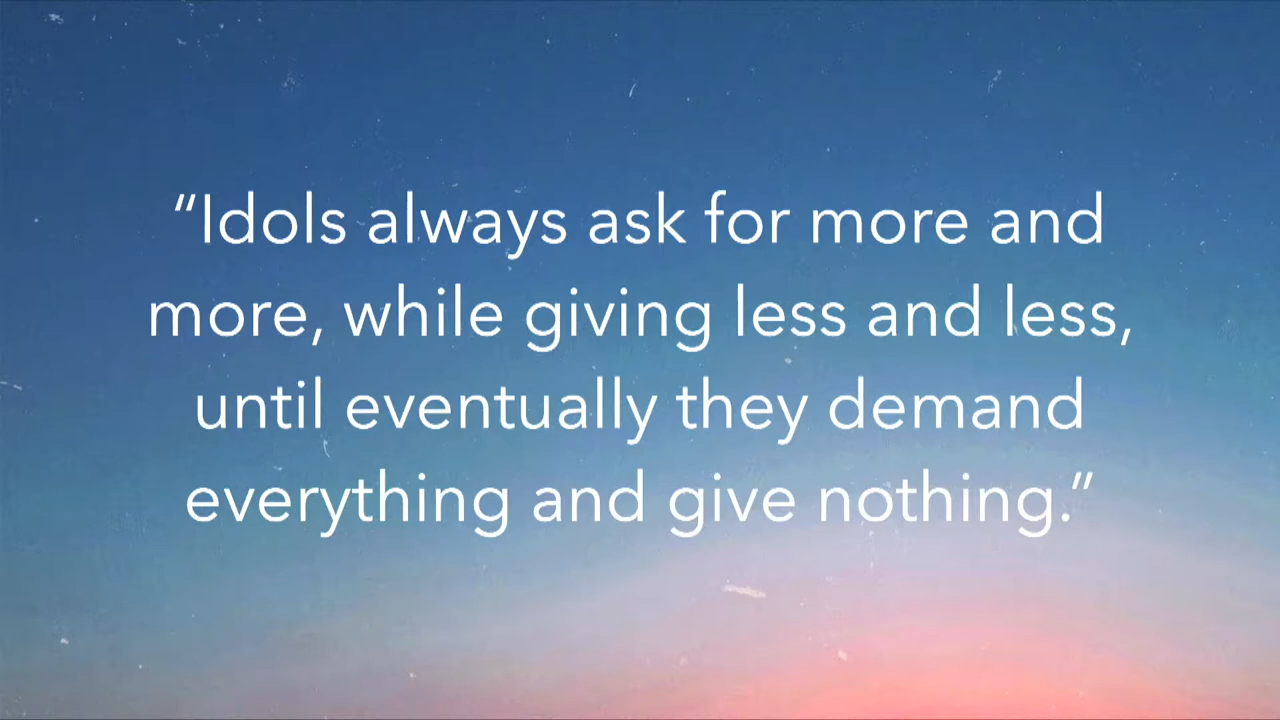 “Idols always ask for more and
more, while giving less and less,
until eventually they demand
everything and give nothing.”